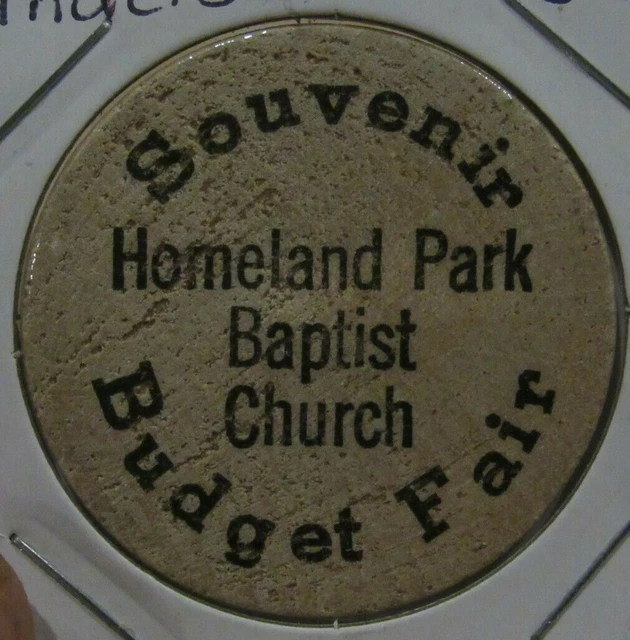 Souvenir
Homeland Park
Baptist
Church
Budget Fair